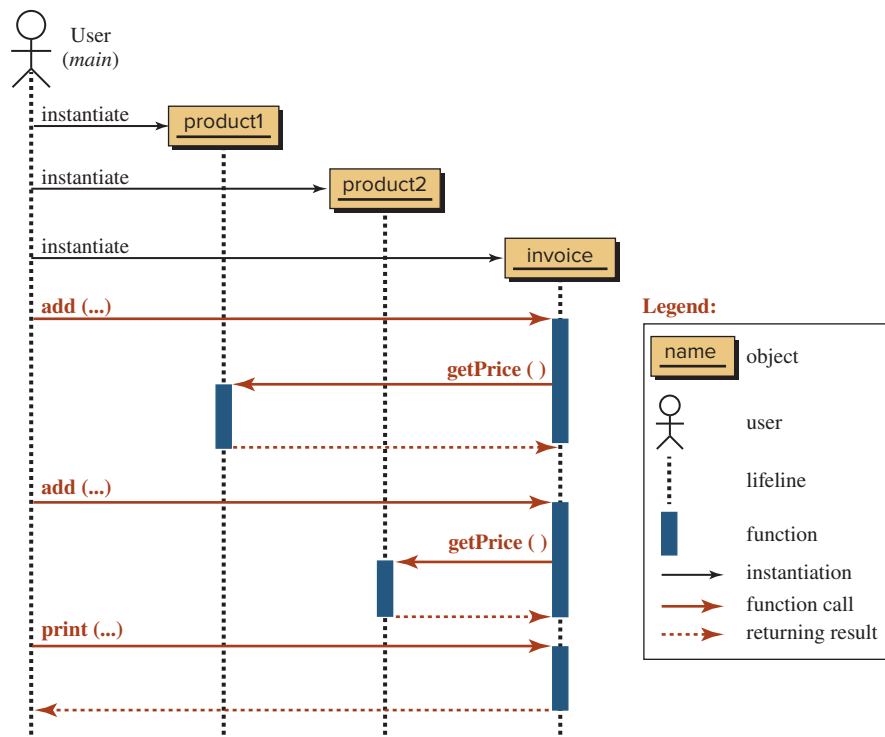 User
(main)
instantiate
product1
instantiate
product2
instantiate
invoice
add (...)
getPrice ( )
add (...)
getPrice ( )
print (...)
Legend:
name
object
user
lifeline
function
instantiation
function call
returning result